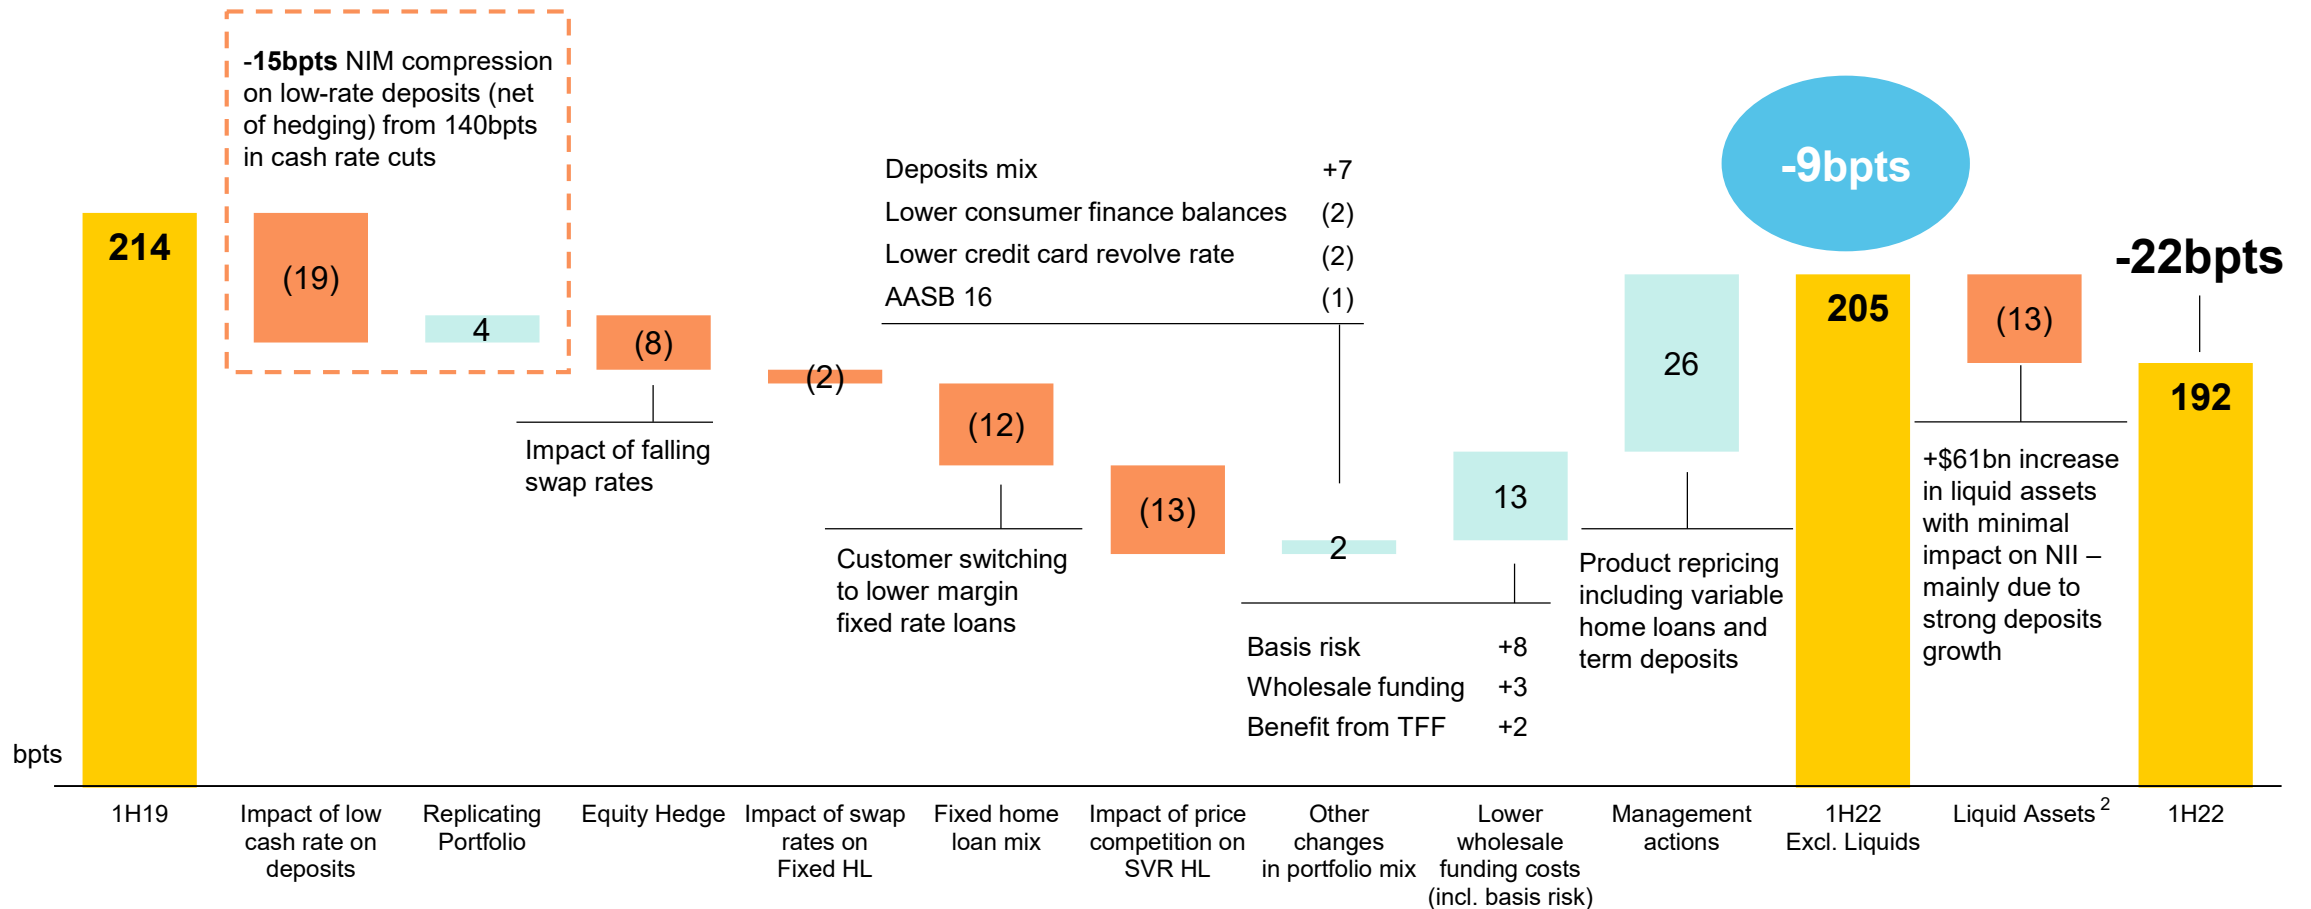 -15bpts NIM compression
on low-rate deposits (net
of hedging) from 140bpts
in cash rate cuts
Deposits mix +7
Lower consumer finance balances (2)
Lower credit card revolve rate (2)
AASB 16 (1)
-9bpts
-22bpts
214
(19)
4
(8)
(2)
(12)
(13)
2
13
26
205
(13)
192
Impact of falling
swap rates
Customer switching
to lower margin
fixed rate loans
Basis risk +8
Wholesale funding +3
Benefit from TFF +2
Product repricing
including variable
home loans and
term deposits
+$61bn increase
in liquid assets
with minimal
impact on NII –
mainly due to
strong deposits
growth
bpts
1H19
Impact of low
cash rate on
deposits
Replicating
Portfolio
Equity Hedge
Impact of swap
rates on
Fixed HL
Fixed home
loan mix
Impact of price
competition on
SVR HL
Other
changes
in portfolio mix
Lower
wholesale
funding costs
(incl. basis risk)
Management
actions
1H22
Excl. Liquids
Liquid Assets 2
1H22